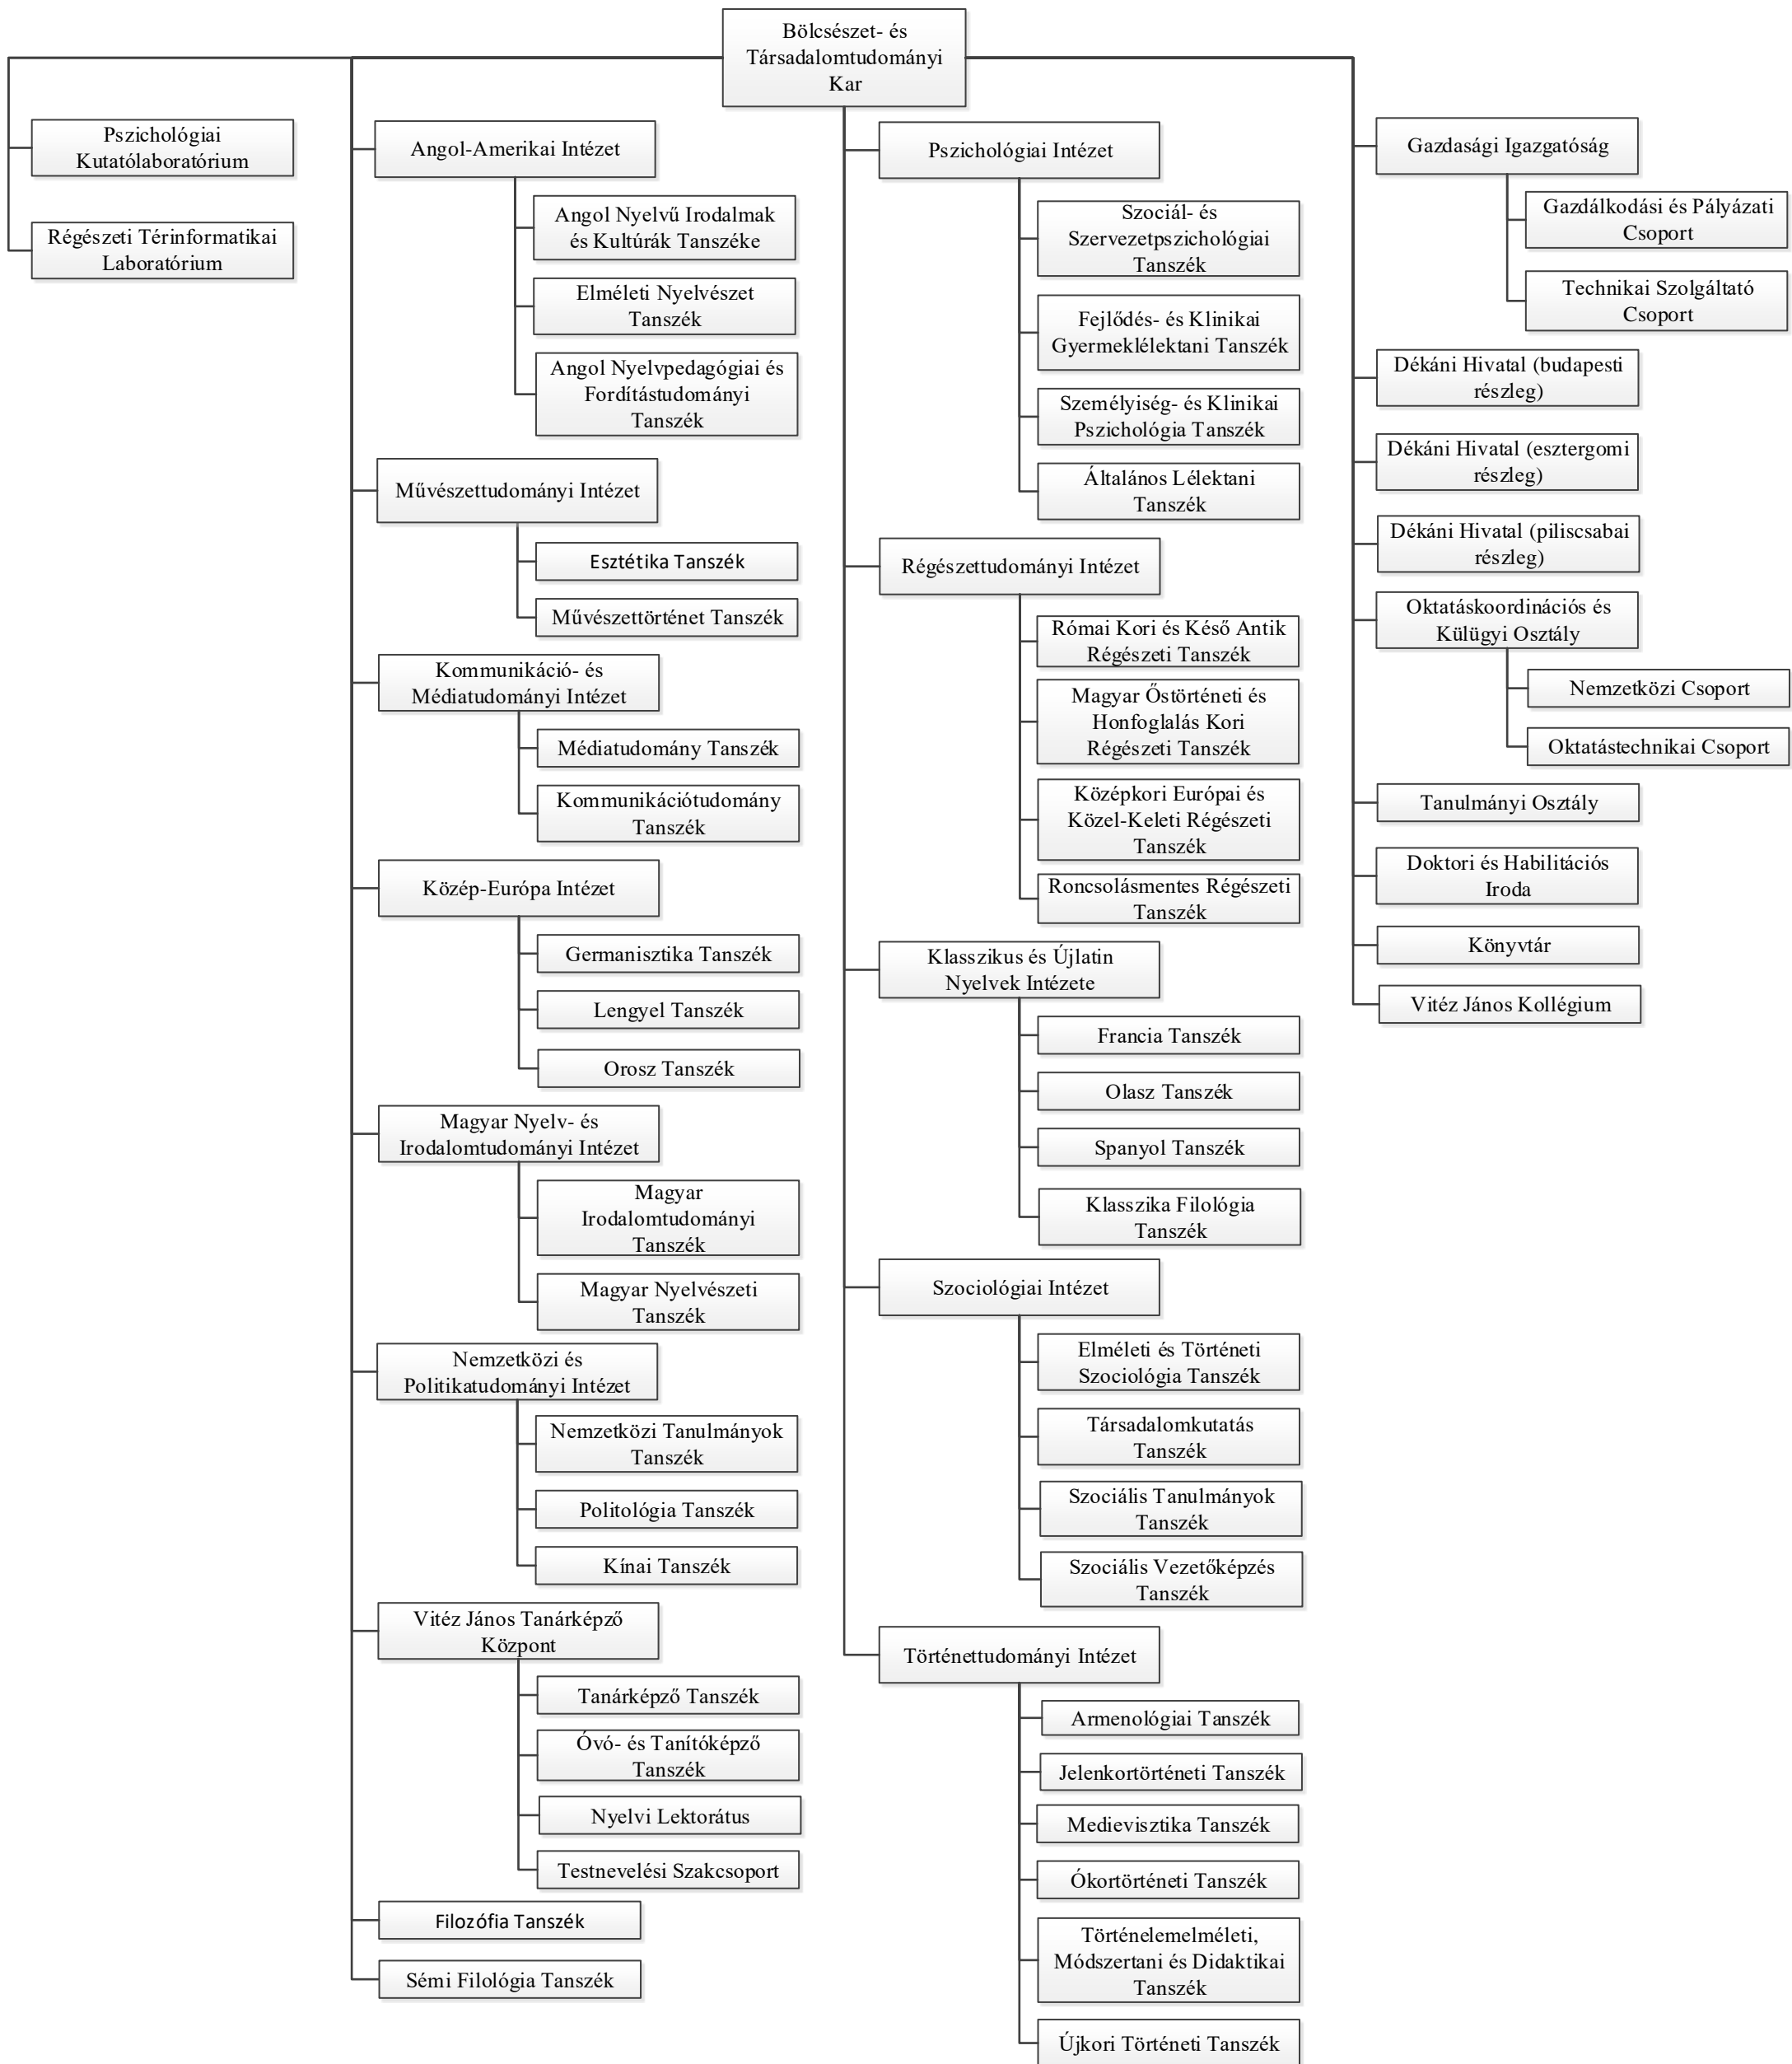 Bölcsészet- és
Társadalomtudományi
Kar
Pszichológiai
Kutatólaboratórium
Régészeti Térinformatikai
Laboratórium
Angol-Amerikai Intézet
Angol Nyelvű Irodalmak
és Kultúrák Tanszéke
Elméleti Nyelvészet
Tanszék
Angol Nyelvpedagógiai és
Fordítástudományi
Tanszék
Művészettudományi Intézet
Esztétika Tanszék
Művészettörténet Tanszék
Kommunikáció- és
Médiatudományi Intézet
Médiatudomány Tanszék
Kommunikációtudomány
Tanszék
Közép-Európa Intézet
Germanisztika Tanszék
Lengyel Tanszék
Orosz Tanszék
Magyar Nyelv- és
Irodalomtudományi Intézet
Magyar
Irodalomtudományi
Tanszék
Magyar Nyelvészeti
Tanszék
Nemzetközi és
Politikatudományi Intézet
Nemzetközi Tanulmányok
Tanszék
Politológia Tanszék
Kínai Tanszék
Vitéz János Tanárképző
Központ
Tanárképző Tanszék
Óvó- és Tanítóképző
Tanszék
Nyelvi Lektorátus
Testnevelési Szakcsoport
Filozófia Tanszék
Sémi Filológia Tanszék
Pszichológiai Intézet
Szociál- és
Szervezetpszichológiai
Tanszék
Fejlődés- és Klinikai
Gyermeklélektani Tanszék
Személyiség- és Klinikai
Pszichológia Tanszék
Általános Lélektani
Tanszék
Régészettudományi Intézet
Római Kori és Késő Antik
Régészeti Tanszék
Magyar Őstörténeti és
Honfoglalás Kori
Régészeti Tanszék
Középkori Európai és
Közel-Keleti Régészeti
Tanszék
Roncsolásmentes Régészeti
Tanszék
Klasszikus és Újlatin
Nyelvek Intézete
Francia Tanszék
Olasz Tanszék
Spanyol Tanszék
Klasszika Filológia
Tanszék
Szociológiai Intézet
Elméleti és Történeti
Szociológia Tanszék
Társadalomkutatás
Tanszék
Szociális Tanulmányok
Tanszék
Szociális Vezetőképzés
Tanszék
Történettudományi Intézet
Armenológiai Tanszék
Jelenkortörténeti Tanszék
Medievisztika Tanszék
Ókortörténeti Tanszék
Történelemelméleti,
Módszertani és Didaktikai
Tanszék
Újkori Történeti Tanszék
Gazdasági Igazgatóság
Gazdálkodási és Pályázati
Csoport
Technikai Szolgáltató
Csoport
Dékáni Hivatal (budapesti
részleg)
Dékáni Hivatal (esztergomi
részleg)
Dékáni Hivatal (piliscsabai
részleg)
Oktatáskoordinációs és
Külügyi Osztály
Nemzetközi Csoport
Oktatástechnikai Csoport
Tanulmányi Osztály
Doktori és Habilitációs
Iroda
Könyvtár
Vitéz János Kollégium